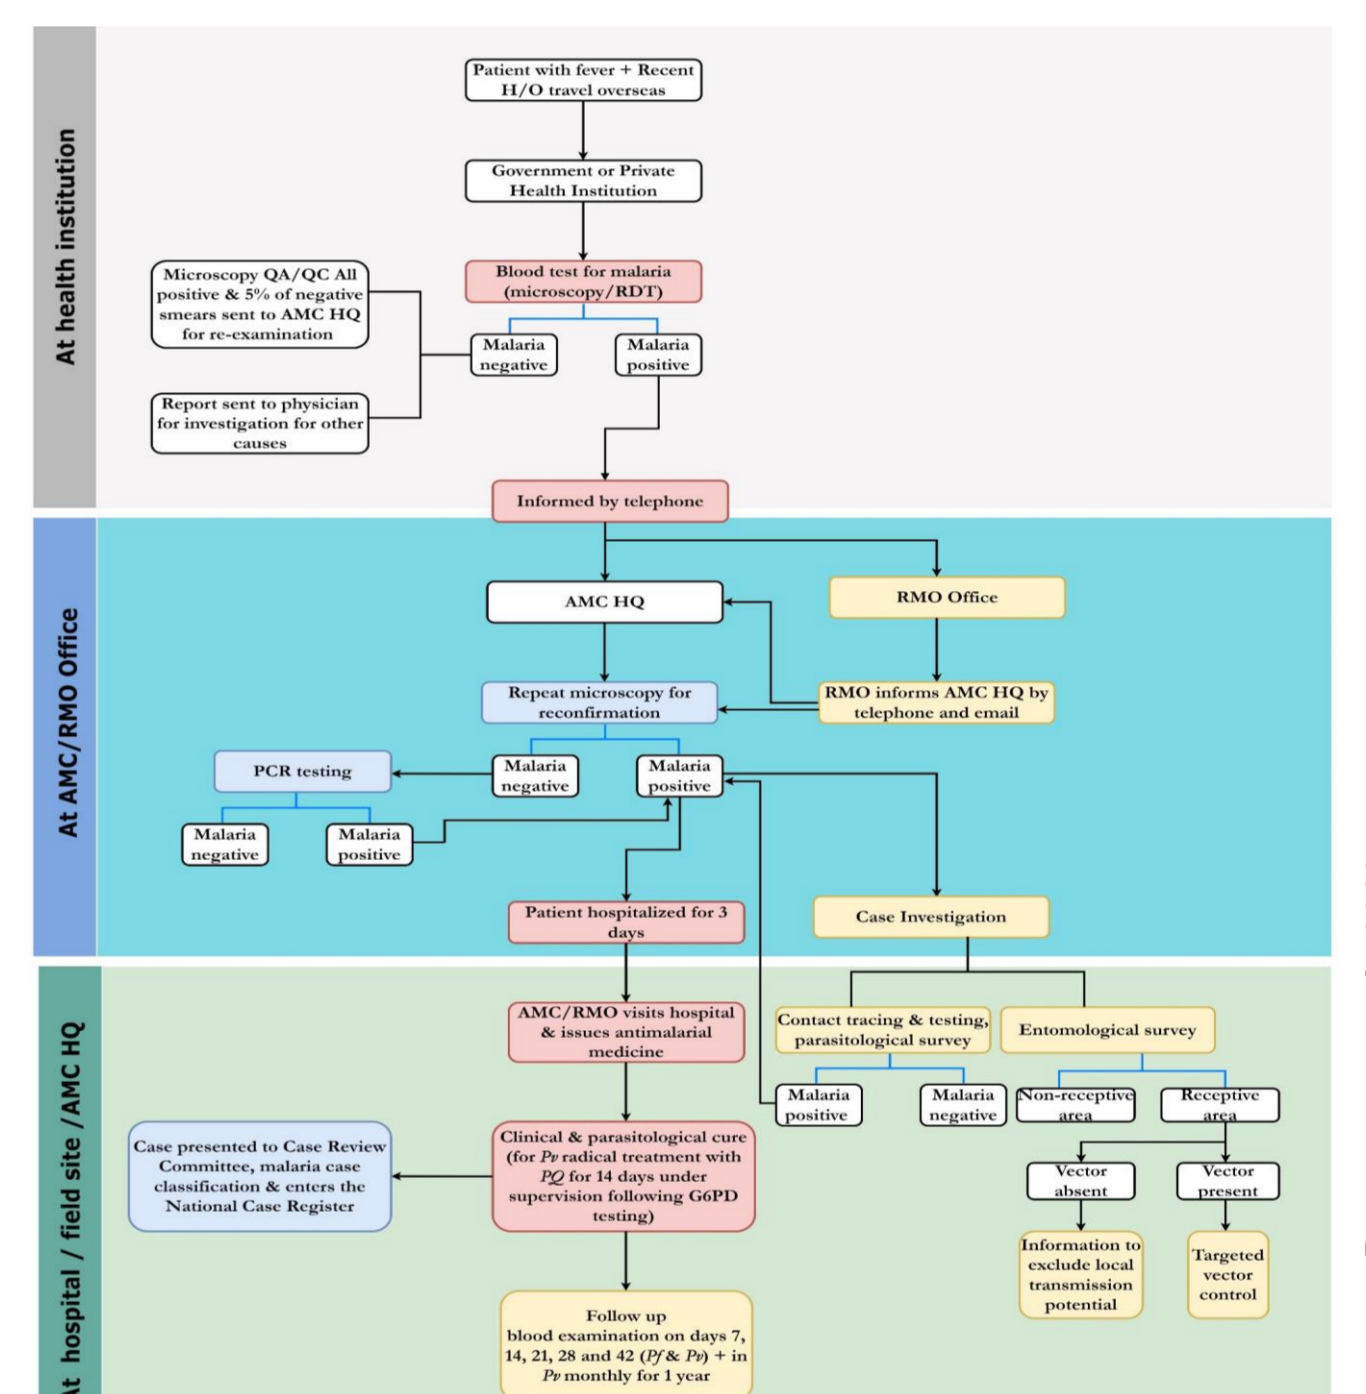 At health institution
Patient with fever + Recent
H/O travel overseas
Government or Private
Health Institution
Blood test for malaria
(microscopy/RDT)
Microscopy QA/QC All
positive & 5% of negative
smears sent to AMC HQ
for re-examination
Malaria
negative
Malaria
positive
Report sent to physician
for investigation for other
causes
Informed by telephone
At AMC/RMO Office
AMC HQ
RMO Office
Repeat microscopy for
reconfirmation
RMO informs AMC HQ by
telephone and email
PCR testing
Malaria
negative
Malaria
positive
Malaria
negative
Malaria
positive
Patient hospitalized for 3
days
Case Investigation
At hospital / field site / AMC HQ
AMC/RMO visits hospital
& issues antimalarial
medicine
Contact tracing & testing,
parasitological survey
Entomological survey
Malaria
positive
Malaria
negative
Non-receptive
area
Receptive
area
Case presented to Case Review
Committee, malaria case
classification & enters the
National Case Register
Clinical & parasitological cure
(for Pv radical treatment with
PQ for 14 days under
supervision following G6PD
testing)
Vector
absent
Vector
present
Information to
exclude local
transmission
potential
Targeted
vector
control
Follow up
blood examination on days 7,
14, 21, 28 and 42 (Pf & Pv) + in
Pv monthly for 1 year